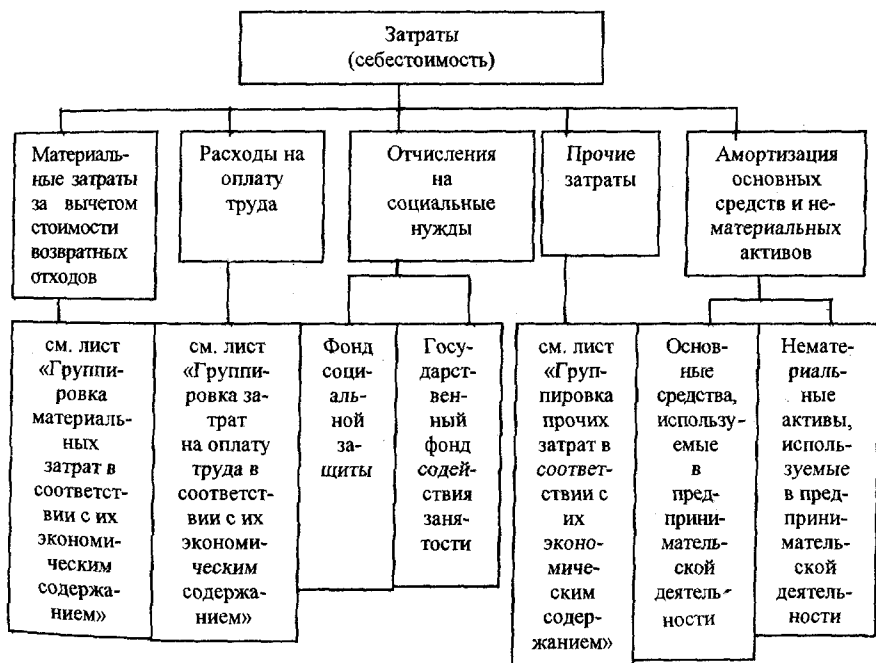 Затраты
(себестоимость)
Материаль-
ные затраты
за вычетом
стоимости
возвратных
отходов
Расходы на
оплату
труда
Отчисления
на
социальные
нужды
Прочие
затраты
Амортизация
основных
средств и не-
материальных
активов
см. лист
«Группи-
ровка
материаль-
ных
затрат в
соответст-
вии с их
экономи-
ческим
содержа-
нием»
см. лист
«Группи-
ровка за-
трат
на оплату
труда в
соответст-
вии с их
экономи-
ческим
содержа-
нием»
Фонд
соци-
аль-
ной
за-
щиты
Госу-
дарст-
вен-
ный
фонд
содей-
ствия
заня-
тости
см. лист
«Груп-
пировка
прочих
затрат в
соответ-
ствии с
их
эконо-
миче-
ским
содер-
жанием»
Основ-
ные
средства,
использу-
емые
в
пред-
прини-
матель-
ской
деятель-
ности
Немате-
риаль-
ные
активы,
исполь-
зуемые
в пред-
прини-
матель-
ской
деятель-
ности